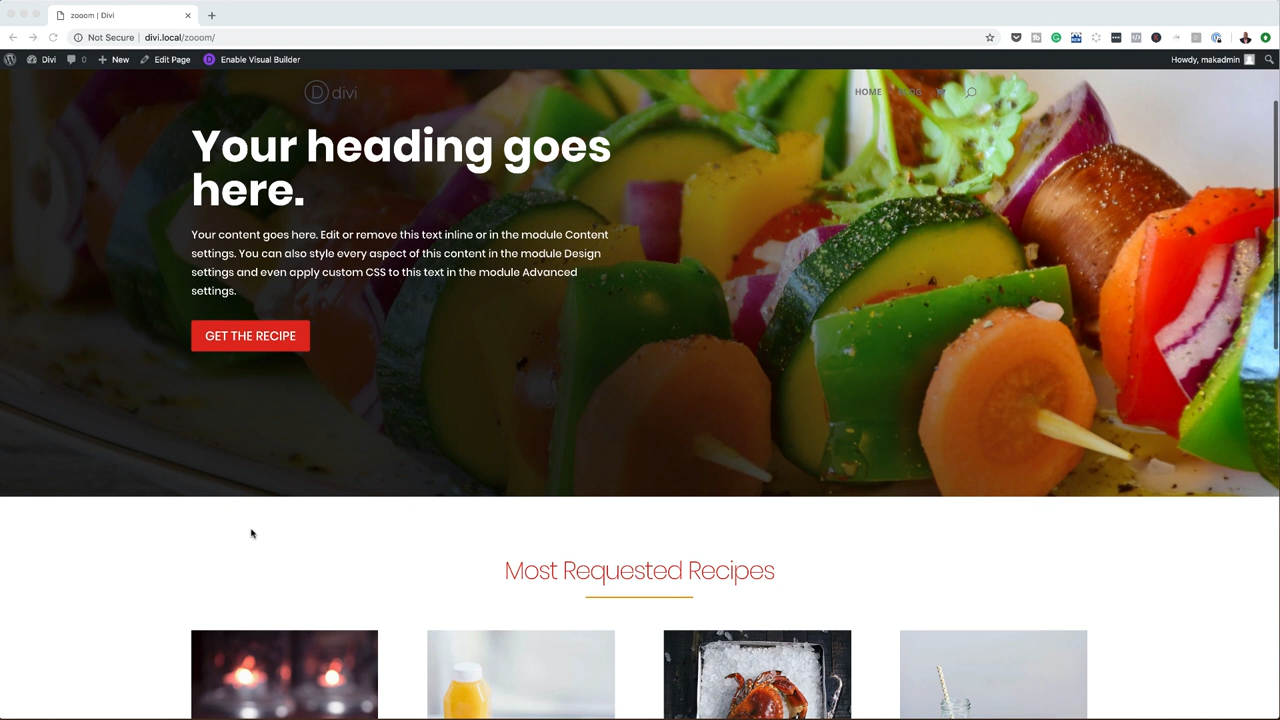 zooom | Divi
Not Secure | divi.local/zooom/
Divi 0 New Edit Page Enable Visual Builder Howdy, makadmin
D divi HOME BLOG
Your heading goes
here.
Your content goes here. Edit or remove this text inline or in the module Content
settings. You can also style every aspect of this content in the module Design
settings and even apply custom CSS to this text in the module Advanced
settings.
GET THE RECIPE
Most Requested Recipes